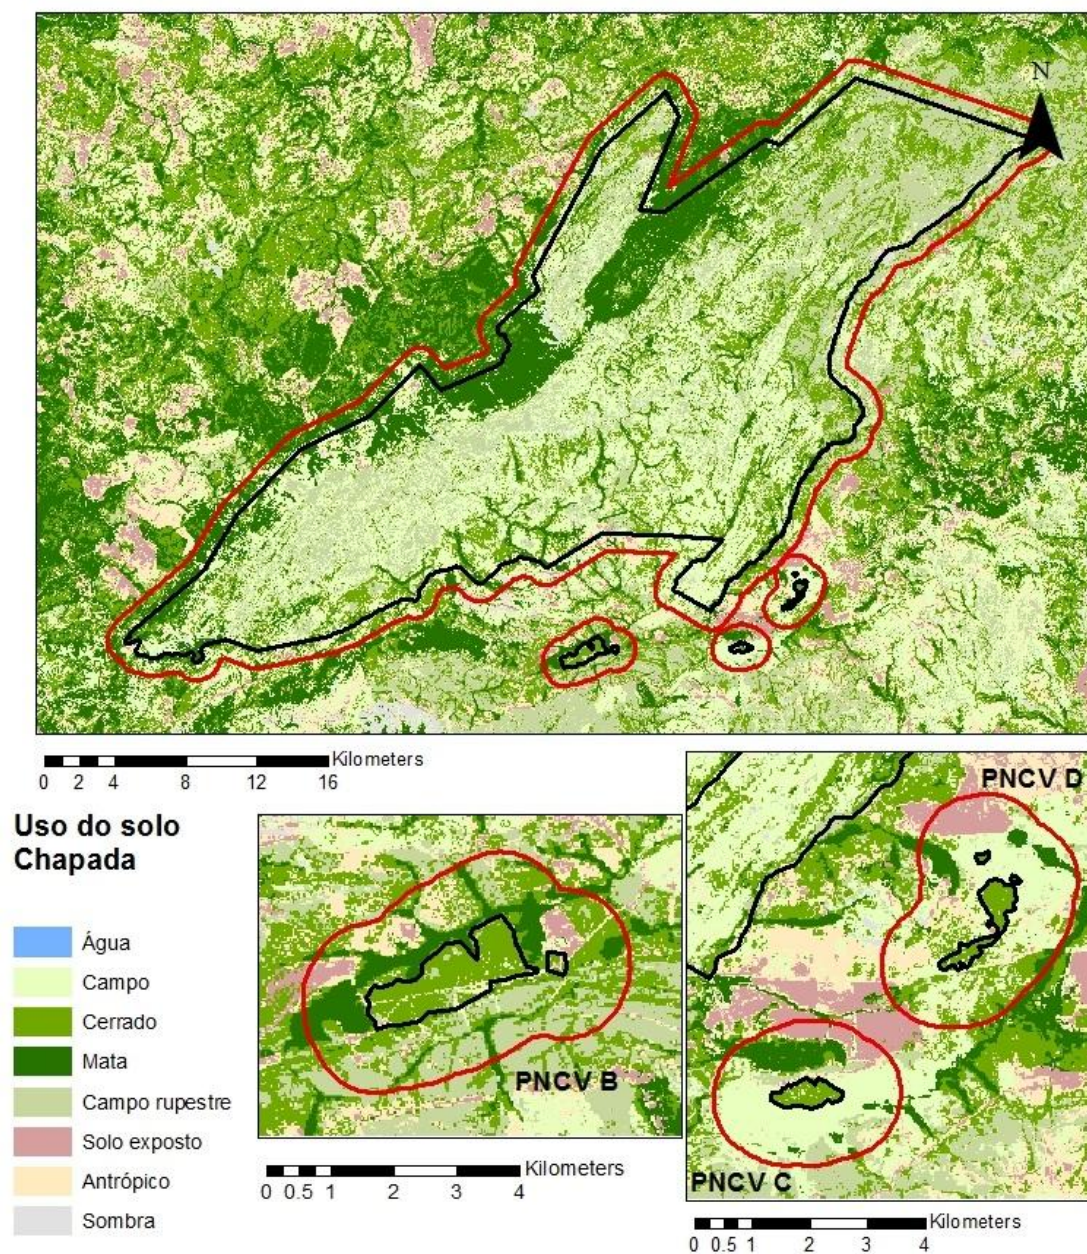 N
Kilometers
0 2 4 8 12 16
Uso do solo
Chapada
Água
Campo
Cerrado
Mata
Campo rupestre
Solo exposto
Antrópico
Sombra
PNCV B
Kilometers
0 0.5 1 2 3 4
PNCV D
PNCV C
Kilometers
0 0.5 1 2 3 4